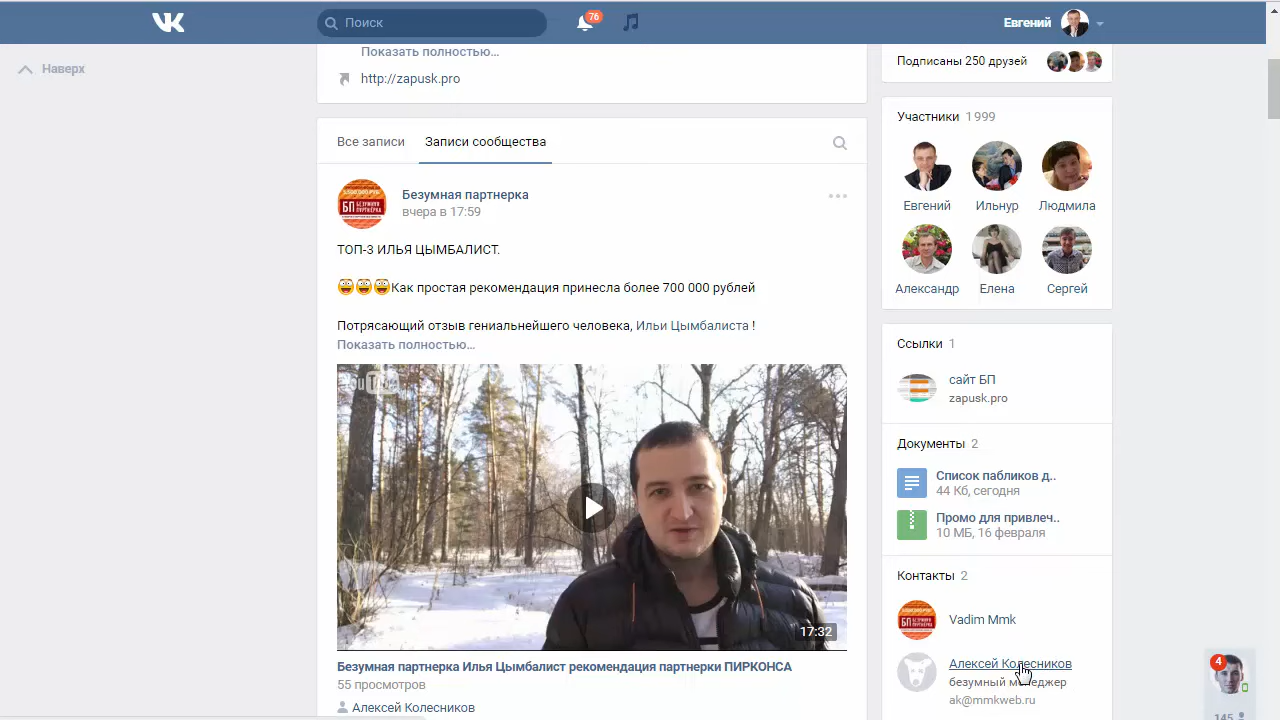 Поиск
76
Евгений
Наверх
Показать полностью...
http://zapusk.pro
Все записи
Записи сообщества
Безумная партнерка
вчера в 17:59
ТОП-3 ИЛЬЯ ЦЫМБАЛИСТ.
Как простая рекомендация принесла более 700 000 рублей
Потрясающий отзыв гениальнейшего человека, Ильи Цымбалиста !
Показать полностью...
17:32
Безумная партнерка Илья Цымбалист рекомендация партнерки ПИРКОНСА
55 просмотров
Алексей Колесников
Подписаны 250 друзей
Участники 1 999
Евгений
Ильнур
Людмила
Александр
Елена
Сергей
Ссылки 1
сайт БП
zapusk.pro
Документы 2
Список пабликов д..
44 Кб, сегодня
Промо для привлеч..
10 МБ, 16 февраля
Контакты 2
Vadim Mmk
Алексей Колесников
безумный менеджер
ak@mmkweb.ru
4
145